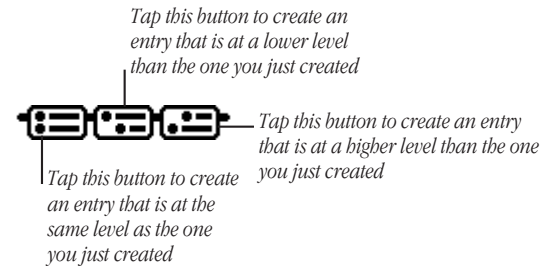 Tap this button to create an
entry that is at a lower level
than the one you just created
Tap this button to create an entry
that is at a higher level than the one
you just created
Tap this button to create
an entry that is at the
same level as the one
you just created